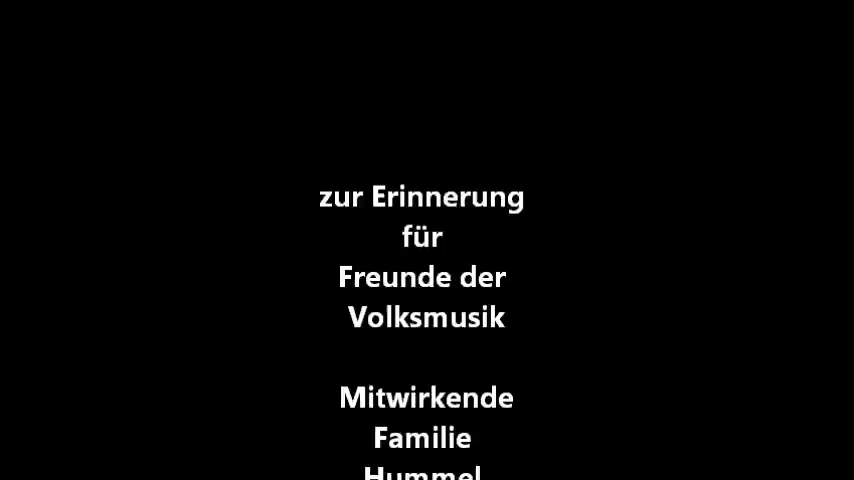 zur Erinnerung
für
Freunde der
Volksmusik
Mitwirkende
Familie
Hummel